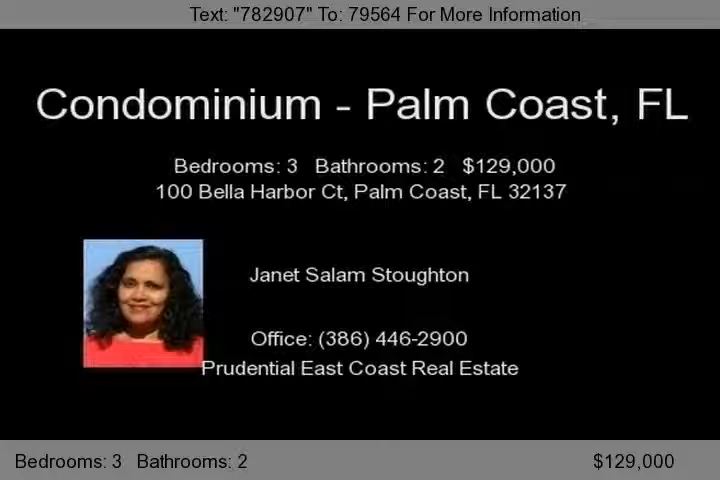 Text: "782907" To: 79564 For More Information
Condominium - Palm Coast, FL
Bedrooms: 3 Bathrooms: 2 $129,000
100 Bella Harbor Ct, Palm Coast, FL 32137
Janet Salam Stoughton
Office: (386) 446-2900
Prudential East Coast Real Estate
Bedrooms: 3 Bathrooms: 2 $129,000